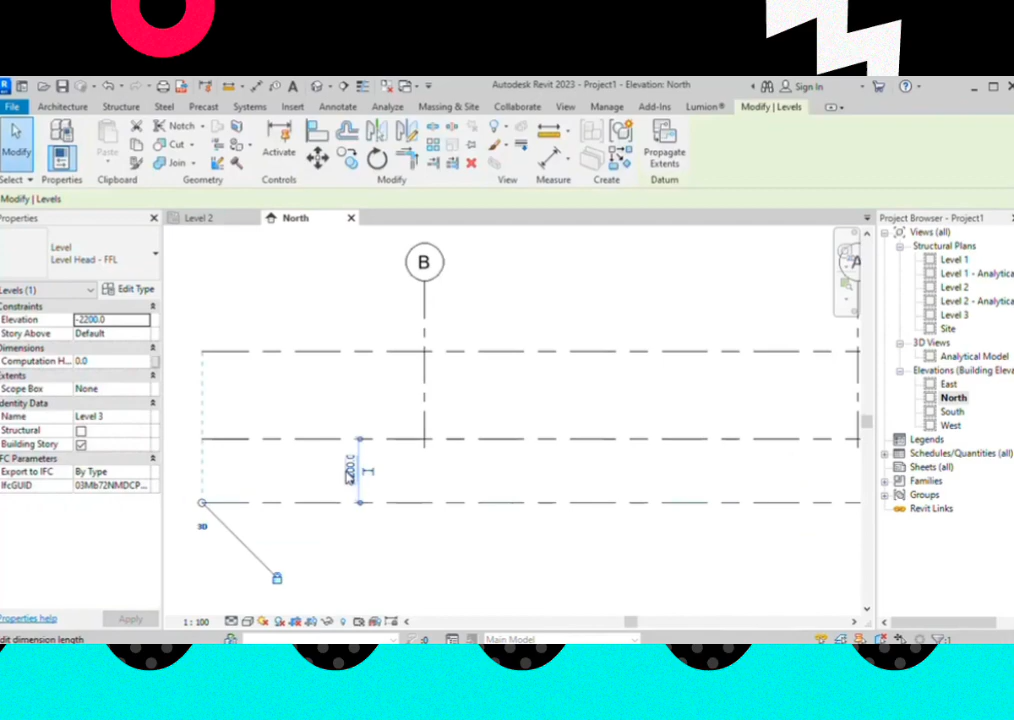 Autodesk Revit 2023 - Project1 - Elevation: North
Sign In
File Architecture Structure Steel Precast Systems Insert Annotate Analyze Massing & Site Collaborate View Manage Add-Ins Lumion® Modify | Levels
Modify
Paste
Notch
Cut
Join
Activate
Propagate
Extents
Select Properties Clipboard Geometry Controls Modify View Measure Create Datum
Modify | Levels
Properties
Level 2
North
Project Browser - Project1
Level
Level Head - FFL
Levels (1)
Edit Type
Constraints
Elevation -2200.0
Story Above Default
Dimensions
Computation H... 0.0
Extents
Scope Box None
Identity Data
Name Level 3
Structural
Building Story
IFC Parameters
Export to IFC By Type
IfcGUID 03Mb72NMDCP...
Properties help
Apply
B
A
3D
Views (all)
Structural Plans
Level 1
Level 1 - Analytica
Level 2
Level 2 - Analytica
Level 3
Site
3D Views
Analytical Model
Elevations (Building Eleva
East
North
South
West
Legends
Schedules/Quantities (all)
Sheets (all)
Families
Groups
Revit Links
1 : 100
dit dimension length
:0
Main Model
:1